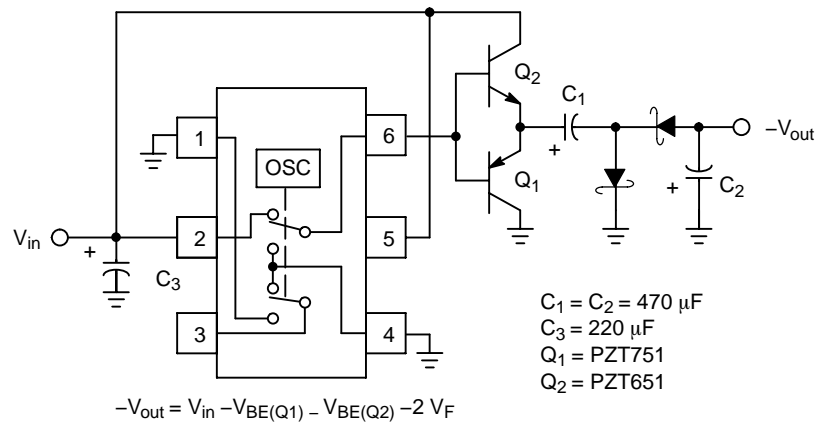 Q2
C1
1
6
–Vout
OSC
+
Q1
+
C2
Vin
2
5
+
C3
C1 = C2 = 470 µF
C3 = 220 µF
3
4
Q1 = PZT751
Q2 = PZT651
–Vout = Vin –VBE(Q1) – VBE(Q2) –2 VF